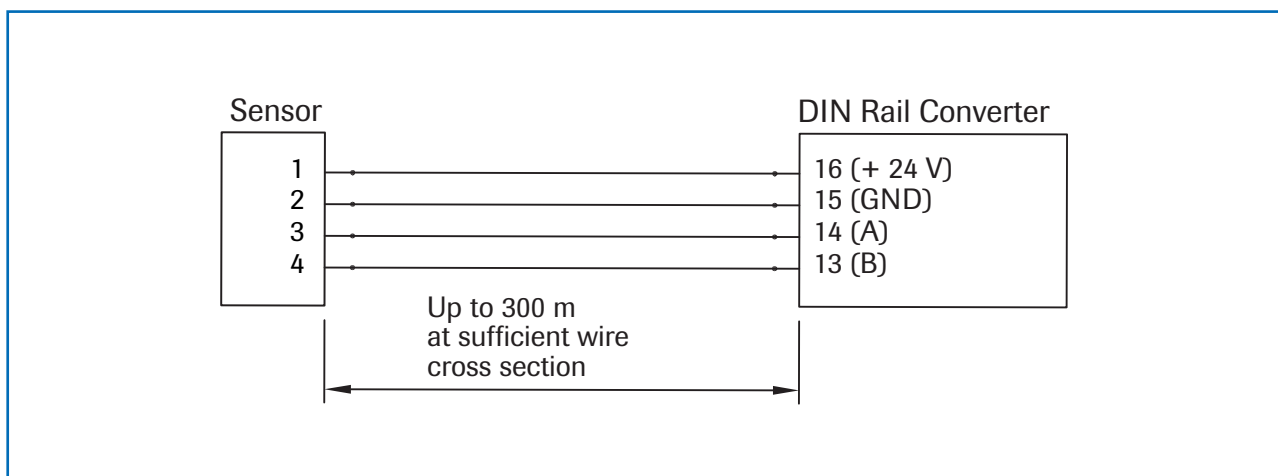 Sensor
DIN Rail Converter
1
16 (+ 24 V)
2
15 (GND)
3
14 (A)
4
13 (B)
Up to 300 m
at sufficient wire
cross section